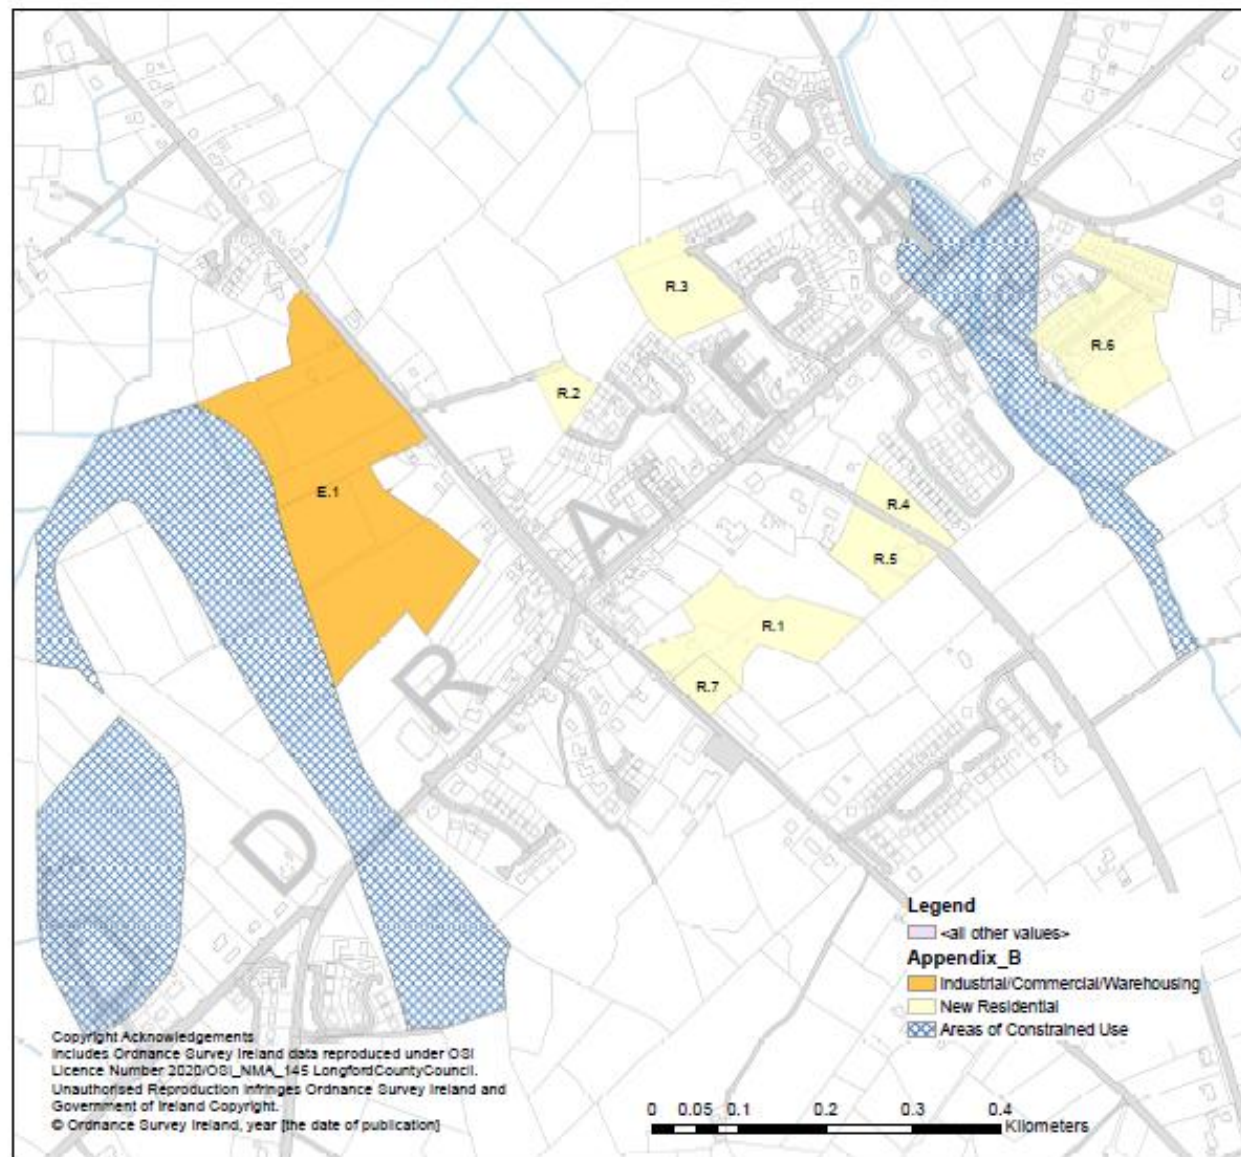 R.3
R.6
R.2
E.1
R.4
R.5
R.1
R.7
DRAFT
Legend
<all other values>
Appendix_B
Industrial/Commercial/Warehousing
New Residential
Areas of Constrained Use
Copyright Acknowledgements
Includes Ordnance Survey Ireland data reproduced under OSI
Licence Number 2020/OSI_NMA_145 LongfordCountyCouncil.
Unauthorised Reproduction infringes Ordnance Survey Ireland and
Government of Ireland Copyright.
© Ordnance Survey Ireland, year [the date of publication]
0 0.05 0.1 0.2 0.3 0.4
Kilometers